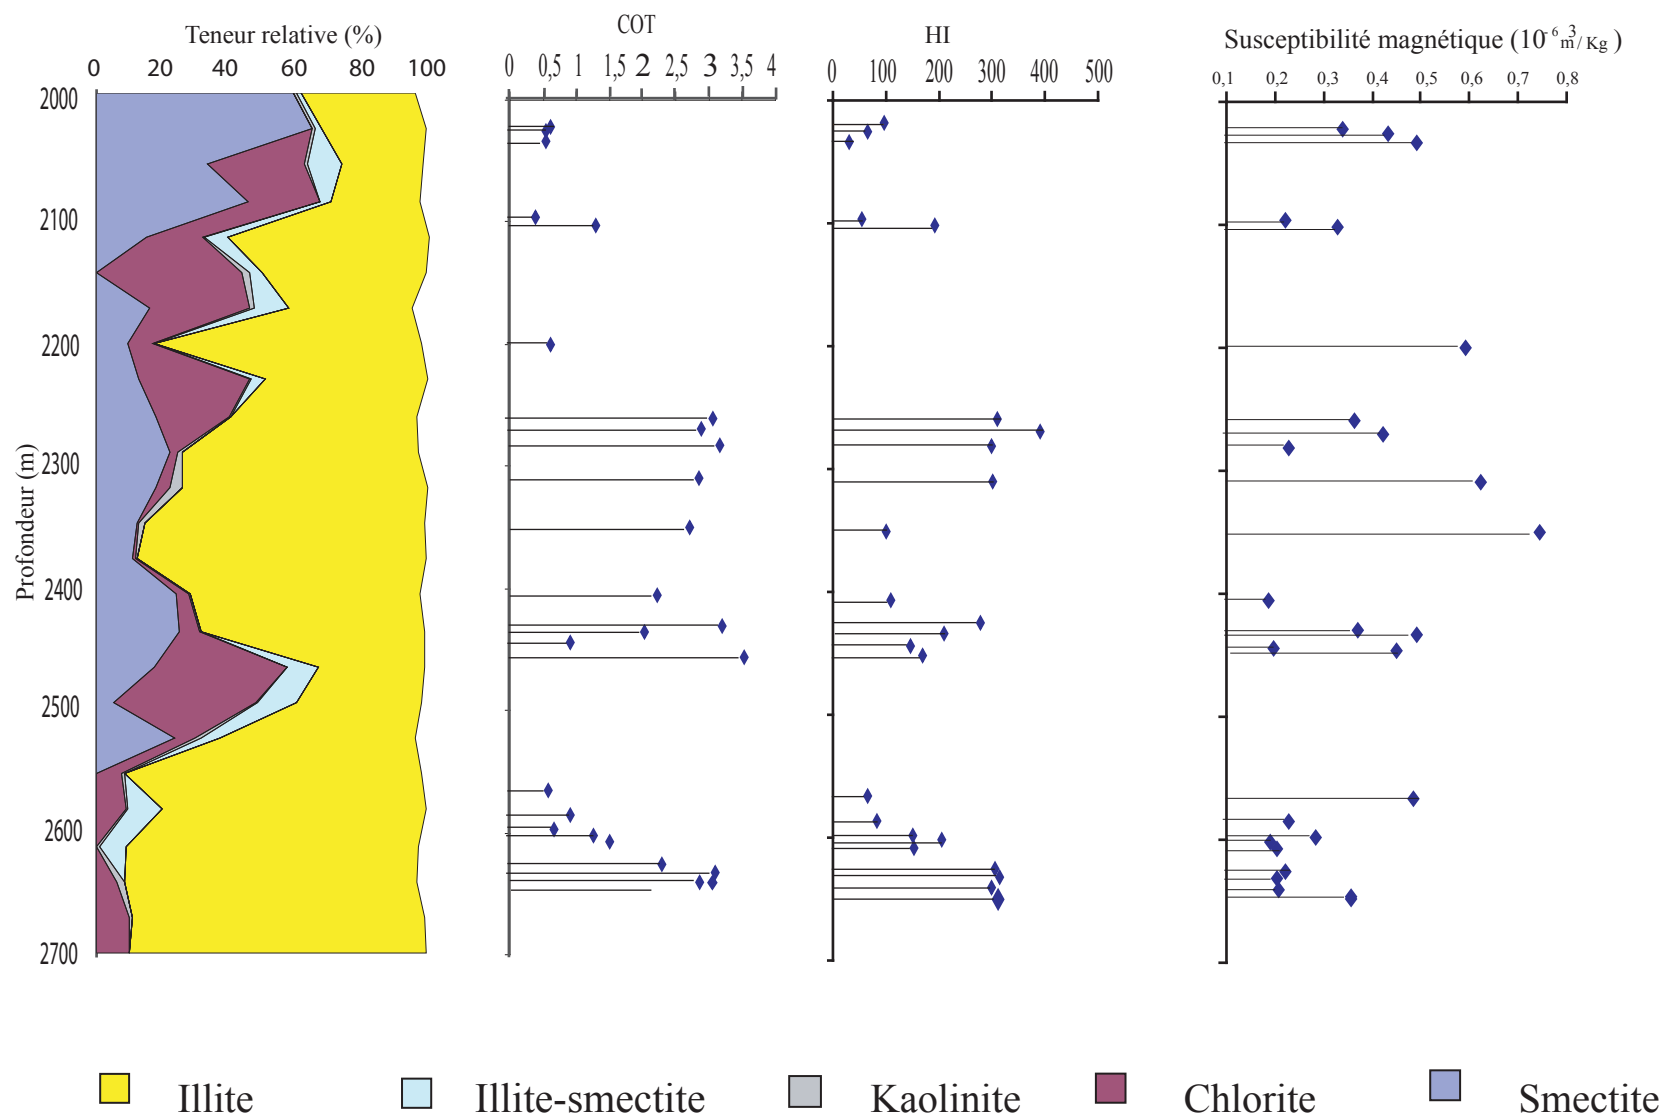 Teneur relative (%)
0 20 40 60 80 100
COT
0 0,5 1 1,5 2 2,5 3 3,5 4
HI
0 100 200 300 400 500
Susceptibilité magnétique (10⁻⁶m³/Kg )
0,1 0,2 0,3 0,4 0,5 0,6 0,7 0,8
Profondeur (m)
2000
2100
2200
2300
2400
2500
2600
2700
Illite
Illite-smectite
Kaolinite
Chlorite
Smectite